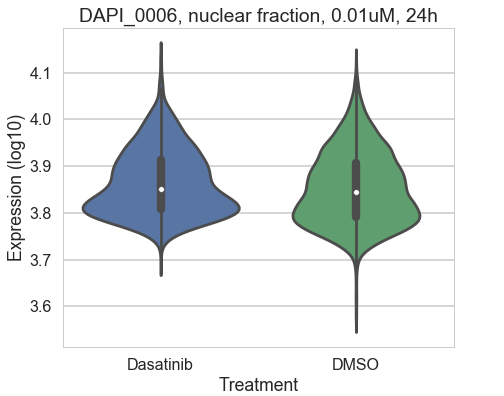 DAPI_0006, nuclear fraction, 0.01uM, 24h
Expression (log10)
4.1
4.0
3.9
3.8
3.7
3.6
Dasatinib DMSO
Treatment